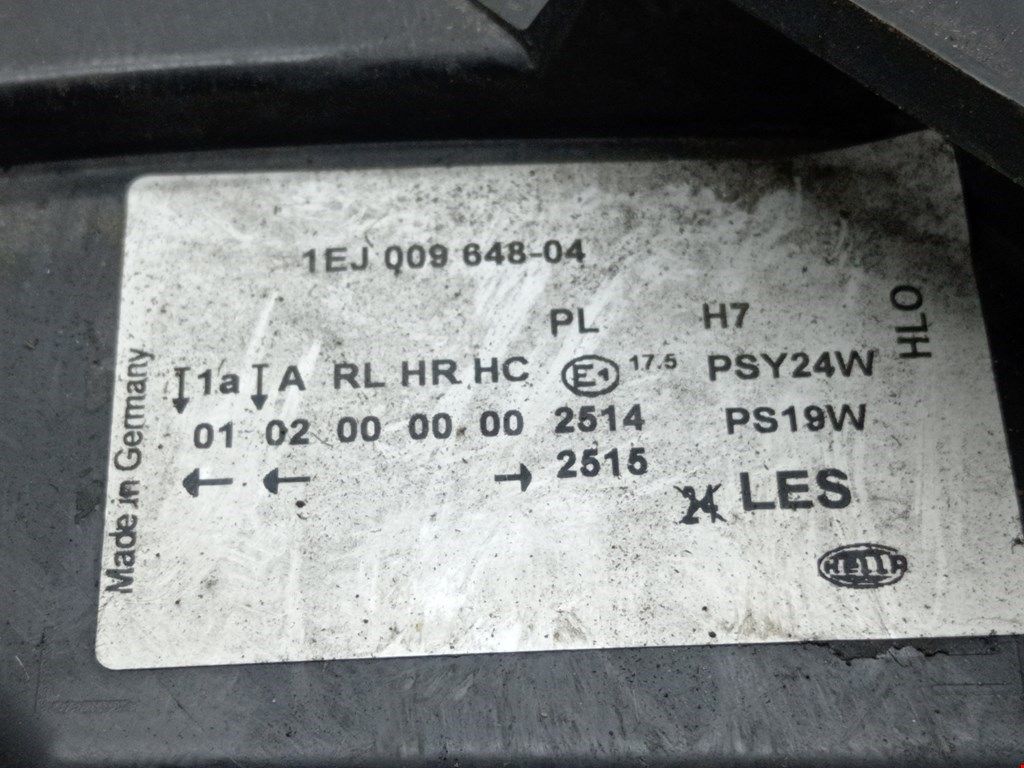 1EJ 009 648-04
PL H7
1a A RL HR HC E1 17.5 PSY24W
01 02 00 00 00 2514 PS19W
2515
24 LES
HELLA
HLO
Made in Germany